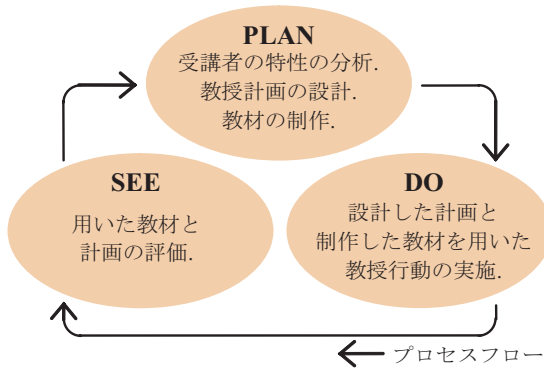 PLAN
受講者の特性の分析.
教授計画の設計.
教材の制作.
SEE
用いた教材と
計画の評価.
DO
設計した計画と
制作した教材を用いた
教授行動の実施.
プロセスフロー